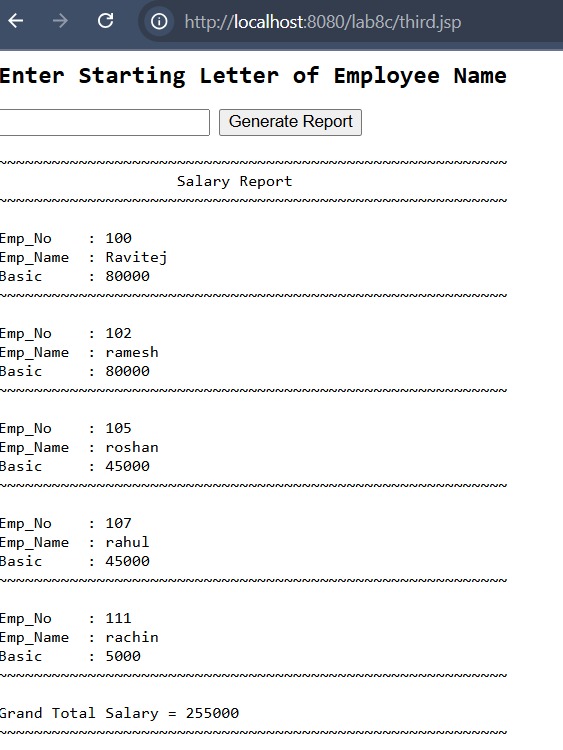 http://localhost:8080/lab8c/third.jsp
Enter Starting Letter of Employee Name
Generate Report
~~~~~~~~~~~~~~~~~~~~~~~~~~~~~~~~~~~~~~~~~~~~~~~~~~~~~~~~~
Salary Report
~~~~~~~~~~~~~~~~~~~~~~~~~~~~~~~~~~~~~~~~~~~~~~~~~~~~~~~~~
Emp_No    : 100
Emp_Name  : Ravitej
Basic     : 80000
~~~~~~~~~~~~~~~~~~~~~~~~~~~~~~~~~~~~~~~~~~~~~~~~~~~~~~~~~
Emp_No    : 102
Emp_Name  : ramesh
Basic     : 80000
~~~~~~~~~~~~~~~~~~~~~~~~~~~~~~~~~~~~~~~~~~~~~~~~~~~~~~~~~
Emp_No    : 105
Emp_Name  : roshan
Basic     : 45000
~~~~~~~~~~~~~~~~~~~~~~~~~~~~~~~~~~~~~~~~~~~~~~~~~~~~~~~~~
Emp_No    : 107
Emp_Name  : rahul
Basic     : 45000
~~~~~~~~~~~~~~~~~~~~~~~~~~~~~~~~~~~~~~~~~~~~~~~~~~~~~~~~~
Emp_No    : 111
Emp_Name  : rachin
Basic     : 5000
~~~~~~~~~~~~~~~~~~~~~~~~~~~~~~~~~~~~~~~~~~~~~~~~~~~~~~~~~
Grand Total Salary = 255000
~~~~~~~~~~~~~~~~~~~~~~~~~~~~~~~~~~~~~~~~~~~~~~~~~~~~~~~~~